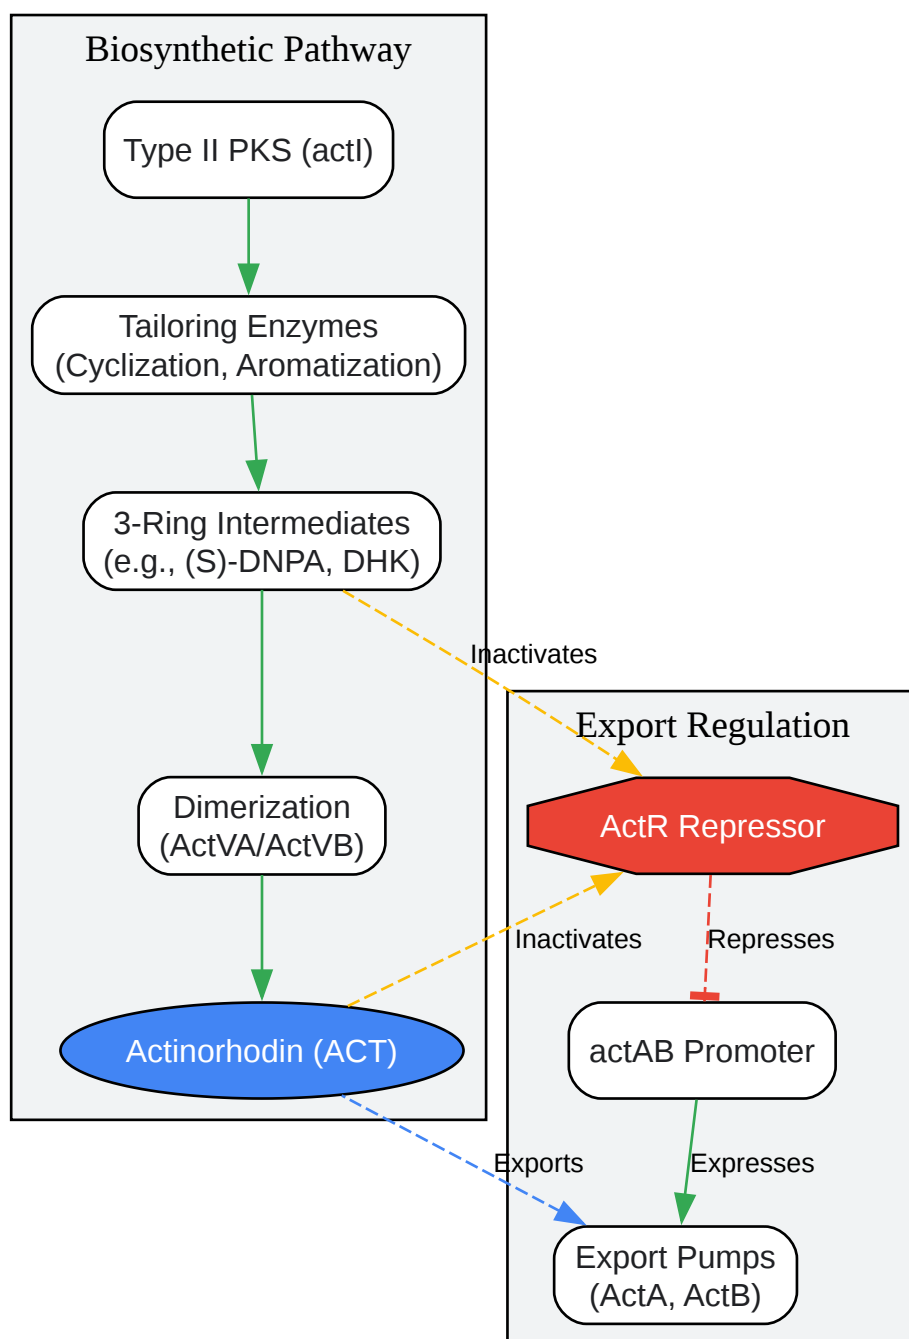 Biosynthetic Pathway
Type II PKS (actI)
Tailoring Enzymes
(Cyclization, Aromatization)
3-Ring Intermediates
(e.g., (S)-DNPA, DHK)
Inactivates
Export Regulation
Dimerization
(ActVA/ActVB)
ActR Repressor
Inactivates
Represses
Actinorhodin (ACT)
actAB Promoter
Exports
Expresses
Export Pumps
(ActA, ActB)